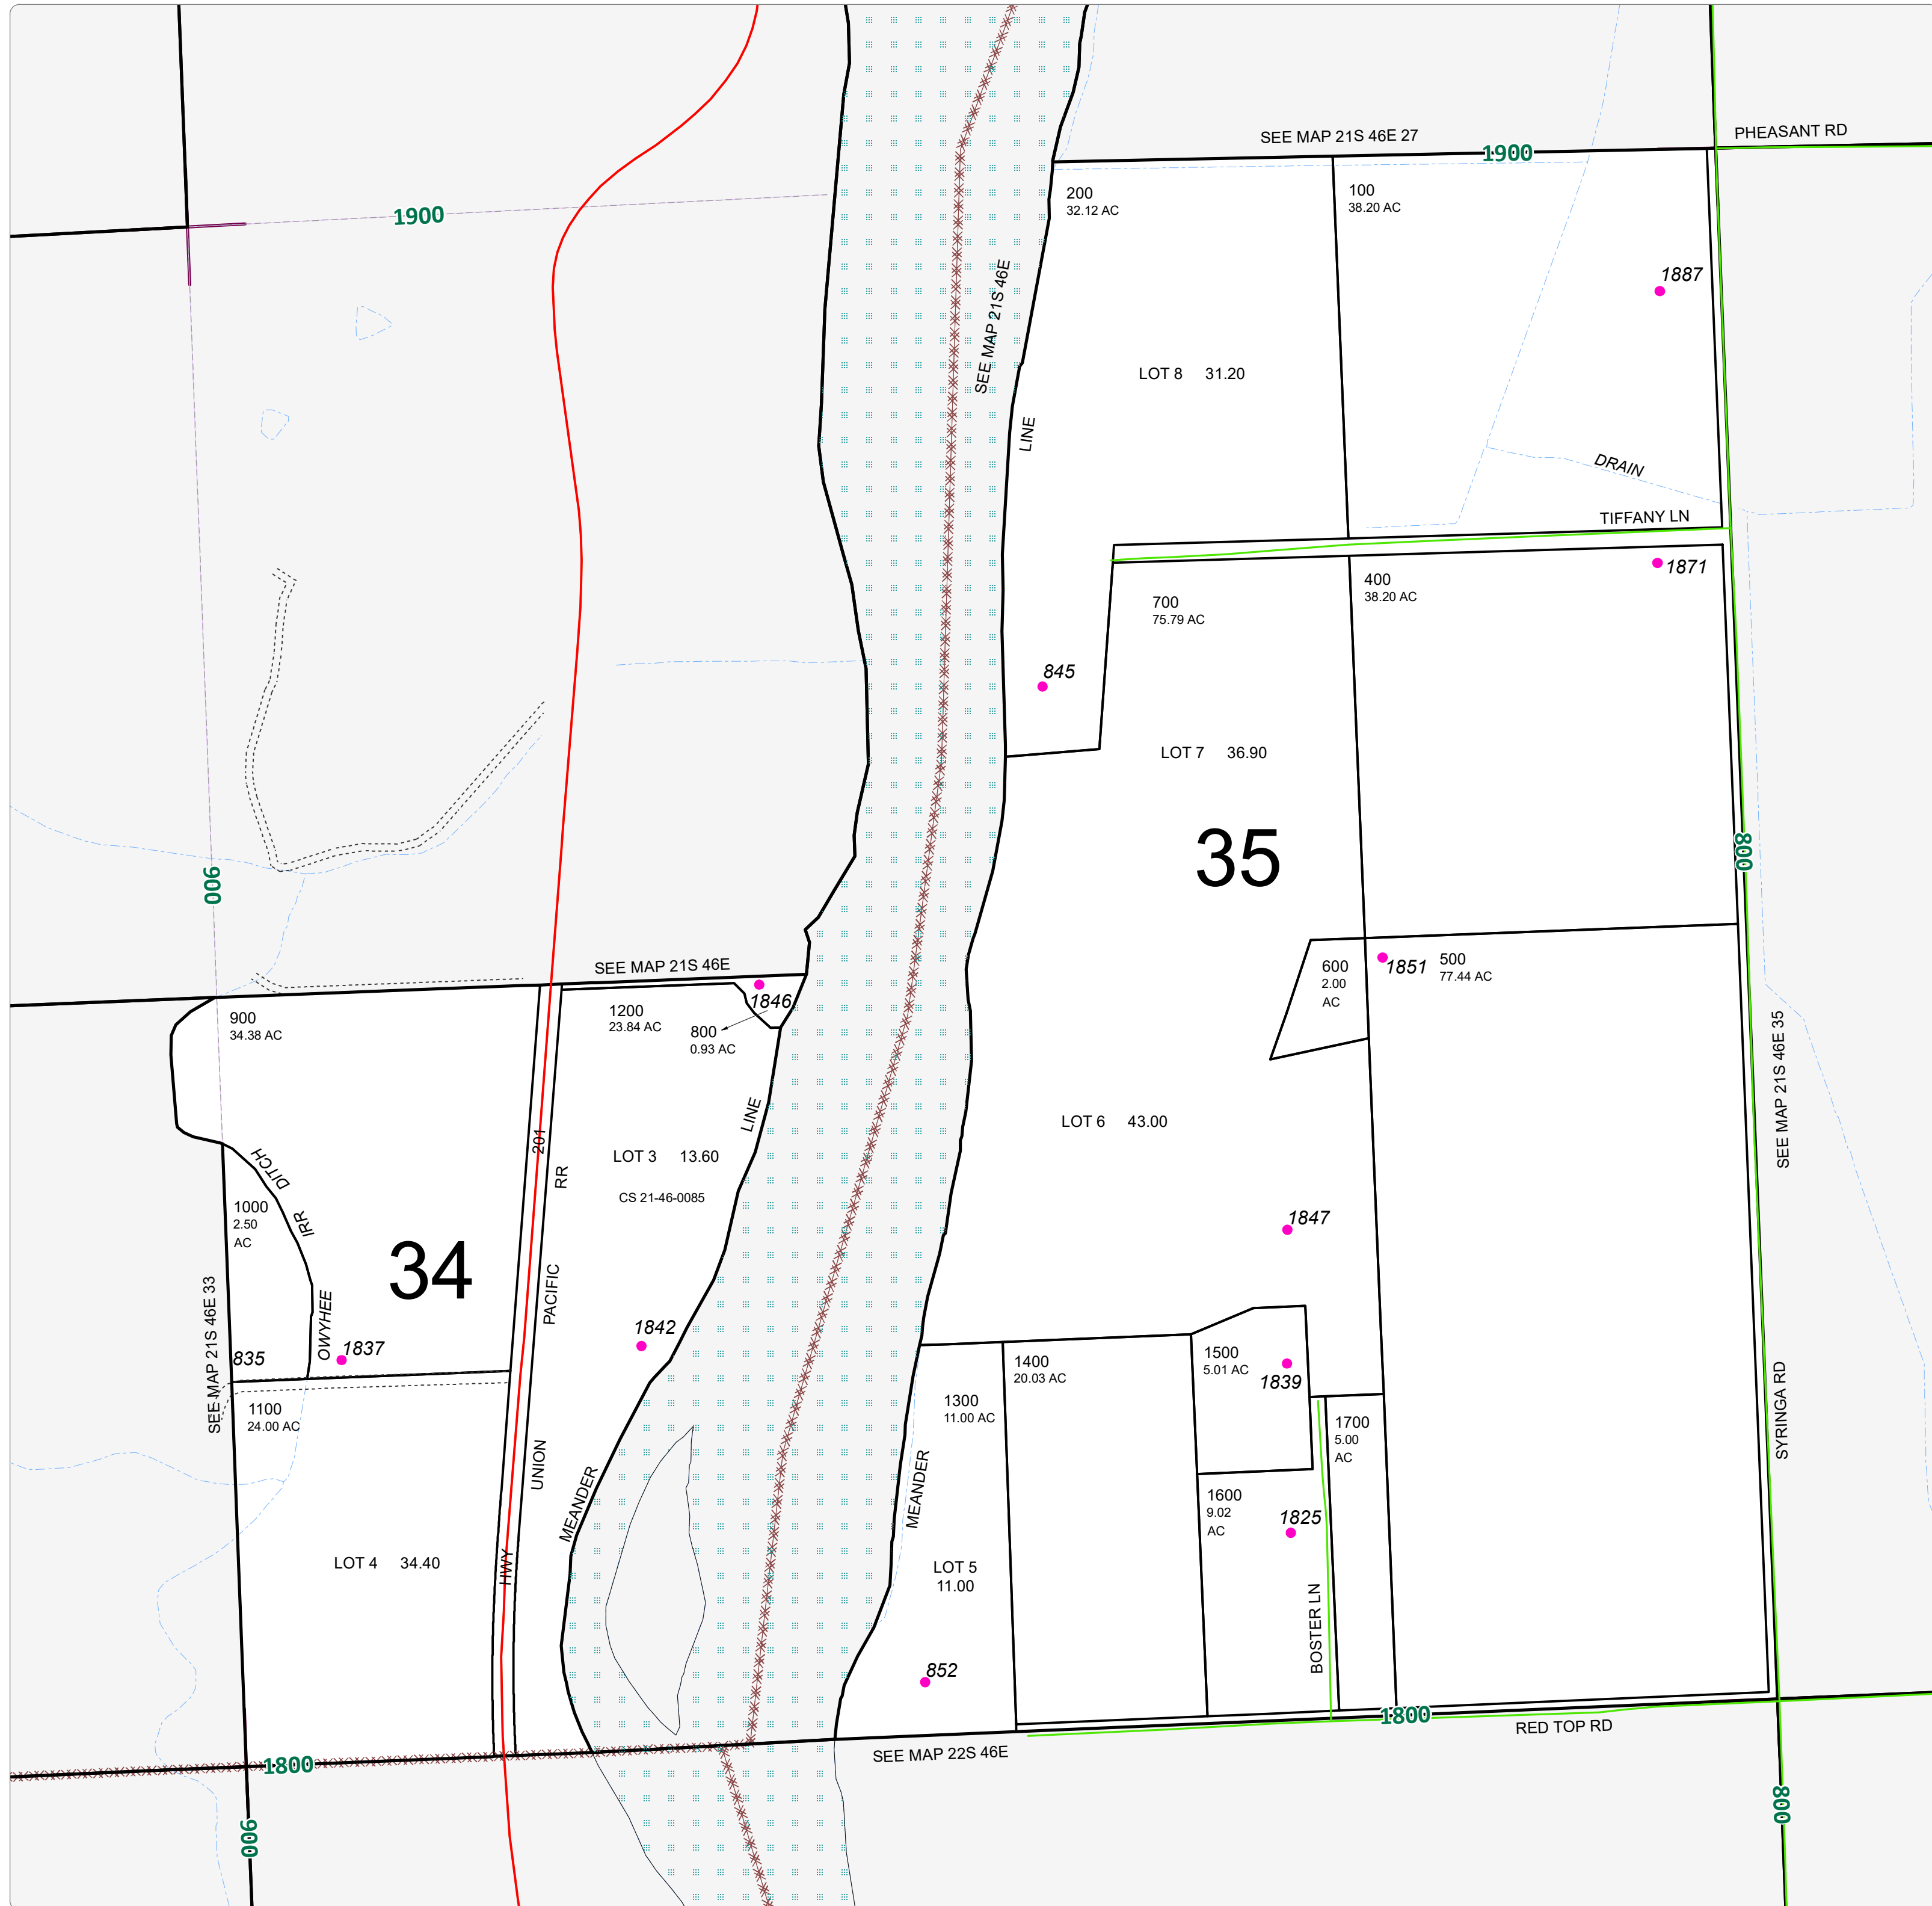 SEE MAP 21S 46E 27
PHEASANT RD
1900
1900
200
32.12 AC
100
38.20 AC
1887
SEE MAP 21S 46E
LOT 8 31.20
LINE
DRAIN
TIFFANY LN
1871
400
38.20 AC
700
75.79 AC
845
LOT 7 36.90
35
800
900
SEE MAP 21S 46E
1846
600
2.00
AC
1851
500
77.44 AC
900
34.38 AC
1200
23.84 AC
800
0.93 AC
SEE MAP 21S 46E 35
LOT 6 43.00
LINE
201
RR
LOT 3 13.60
CS 21-46-0085
DITCH
IRR
OWYHEE
1000
2.50
AC
34
1847
PACIFIC
SEE MAP 21S 46E 33
835
1837
1842
1400
20.03 AC
1500
5.01 AC
1839
1300
11.00 AC
1100
24.00 AC
1700
5.00
AC
SYRINGA RD
UNION
MEANDER
MEANDER
1600
9.02
AC
1825
LOT 4 34.40
HWY
LOT 5
11.00
BOSTER LN
852
1800
RED TOP RD
SEE MAP 22S 46E
1800
900
800